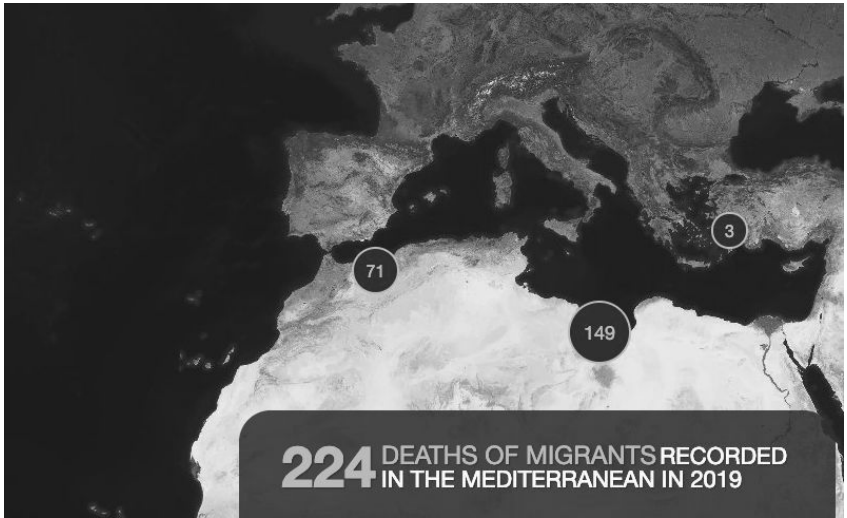 3
71
149
224 DEATHS OF MIGRANTS RECORDED
IN THE MEDITERRANEAN IN 2019